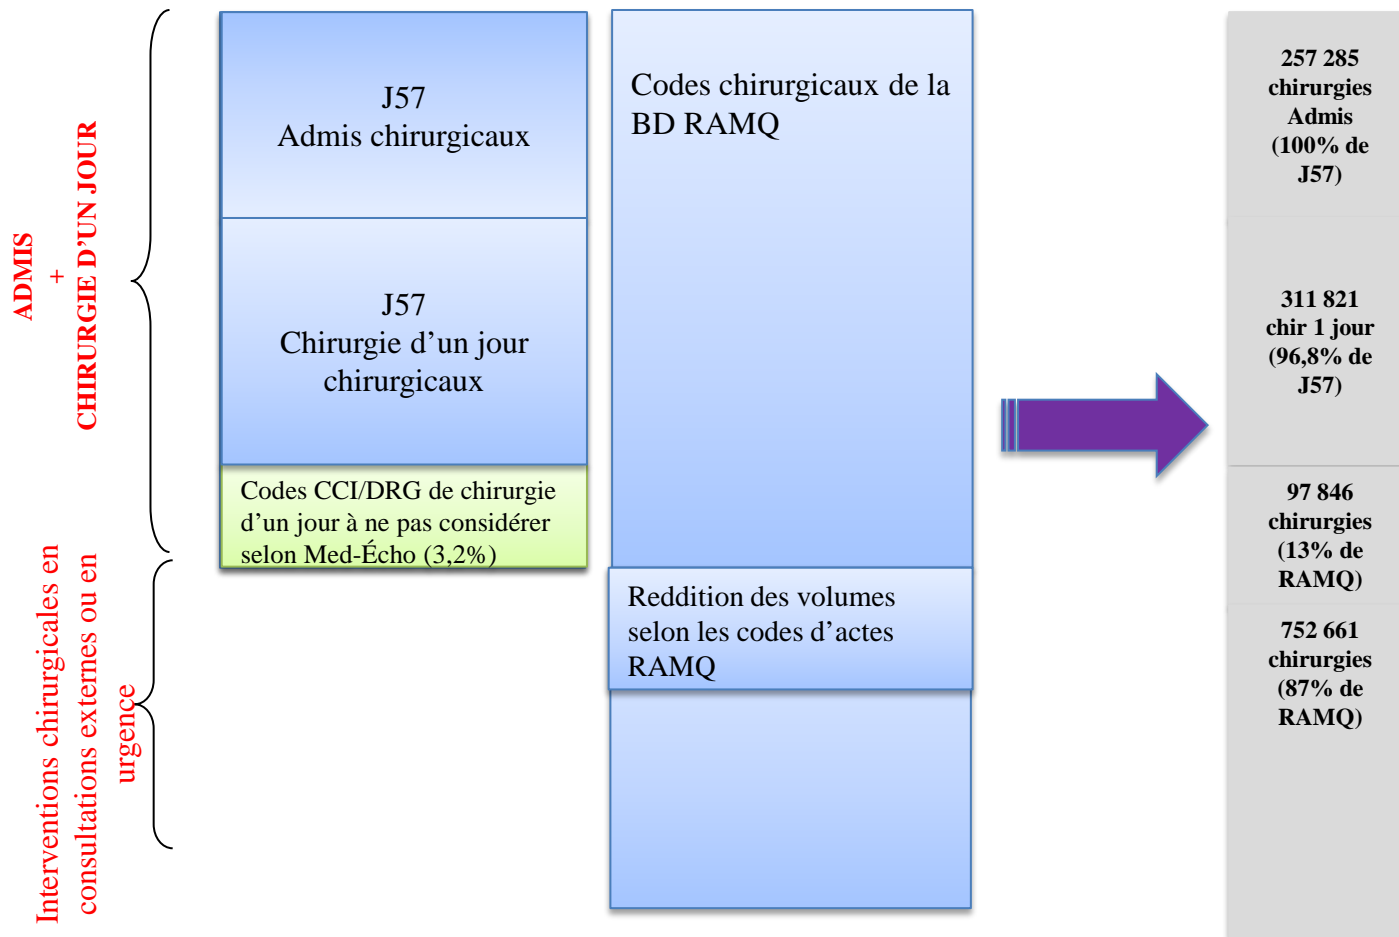 ADMIS
+
CHIRURGIE D’UN JOUR
Interventions chirurgicales en
consultations externes ou en
urgence
J57
Admis chirurgicaux
J57
Chirurgie d’un jour
chirurgicaux
Codes CCI/DRG de chirurgie
d’un jour à ne pas considérer
selon Med-Écho (3,2%)
Codes chirurgicaux de la
BD RAMQ
Reddition des volumes
selon les codes d’actes
RAMQ
257 285
chirurgies
Admis
(100% de
J57)
311 821
chir 1 jour
(96,8% de
J57)
97 846
chirurgies
(13% de
RAMQ)
752 661
chirurgies
(87% de
RAMQ)